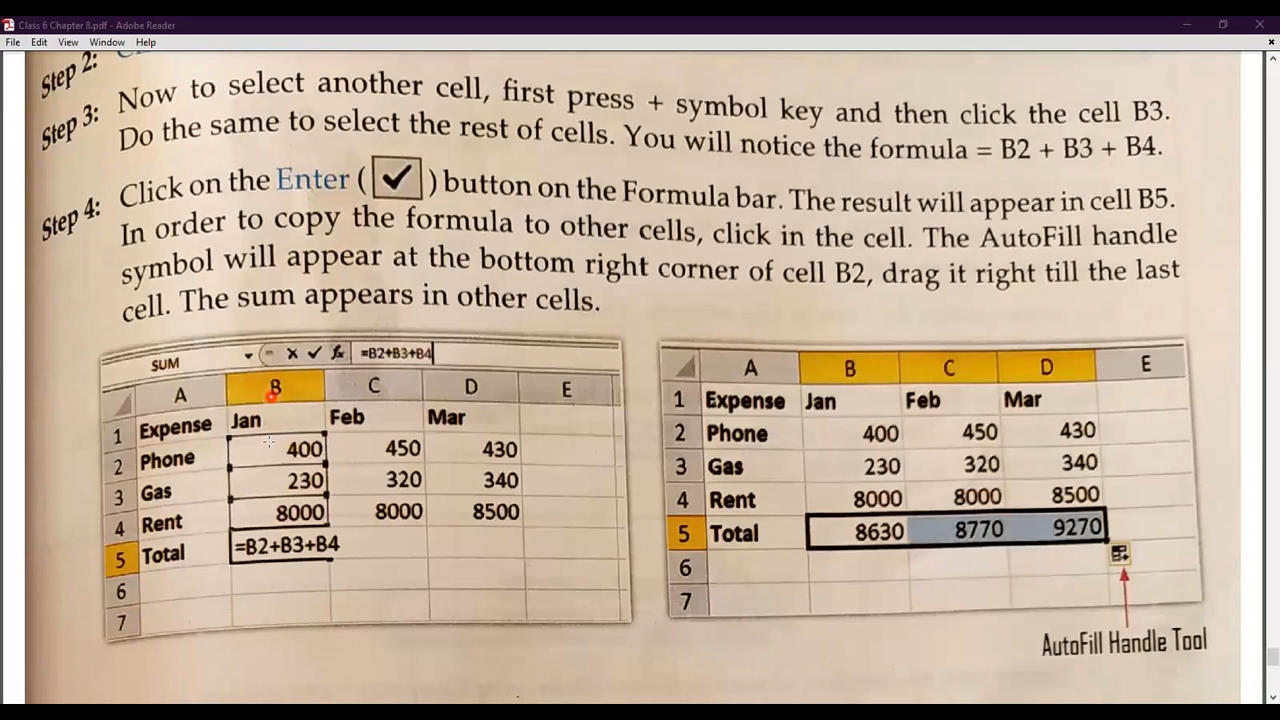 Class 6 Chapter 8.pdf - Adobe Reader
File Edit View Window Help
Step 2:
Step 3: Now to select another cell, first press + symbol key and then click the cell B3.
Do the same to select the rest of cells. You will notice the formula = B2 + B3 + B4.
Step 4: Click on the Enter ( ✔ ) button on the Formula bar. The result will appear in cell B5.
In order to copy the formula to other cells, click in the cell. The AutoFill handle
symbol will appear at the bottom right corner of cell B2, drag it right till the last
cell. The sum appears in other cells.
SUM fx =B2+B3+B4
A B C D E
1 Expense Jan Feb Mar
2 Phone 400 450 430
3 Gas 230 320 340
4 Rent 8000 8000 8500
5 Total =B2+B3+B4
6
7
A B C D E
1 Expense Jan Feb Mar
2 Phone 400 450 430
3 Gas 230 320 340
4 Rent 8000 8000 8500
5 Total 8630 8770 9270
6
7
AutoFill Handle Tool